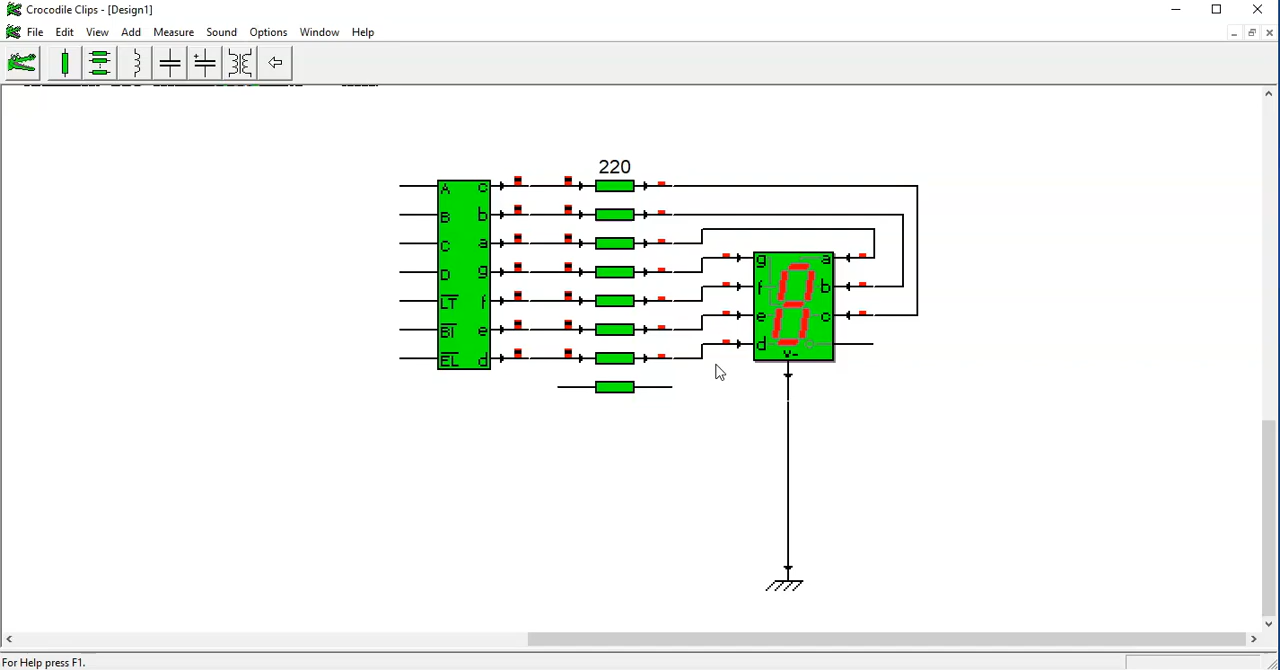 Crocodile Clips - [Design1]
File Edit View Add Measure Sound Options Window Help
220
A c
B b
C a
D g
LT f
BI e
EL d
g a
f b
e c
d
V-
For Help press F1.